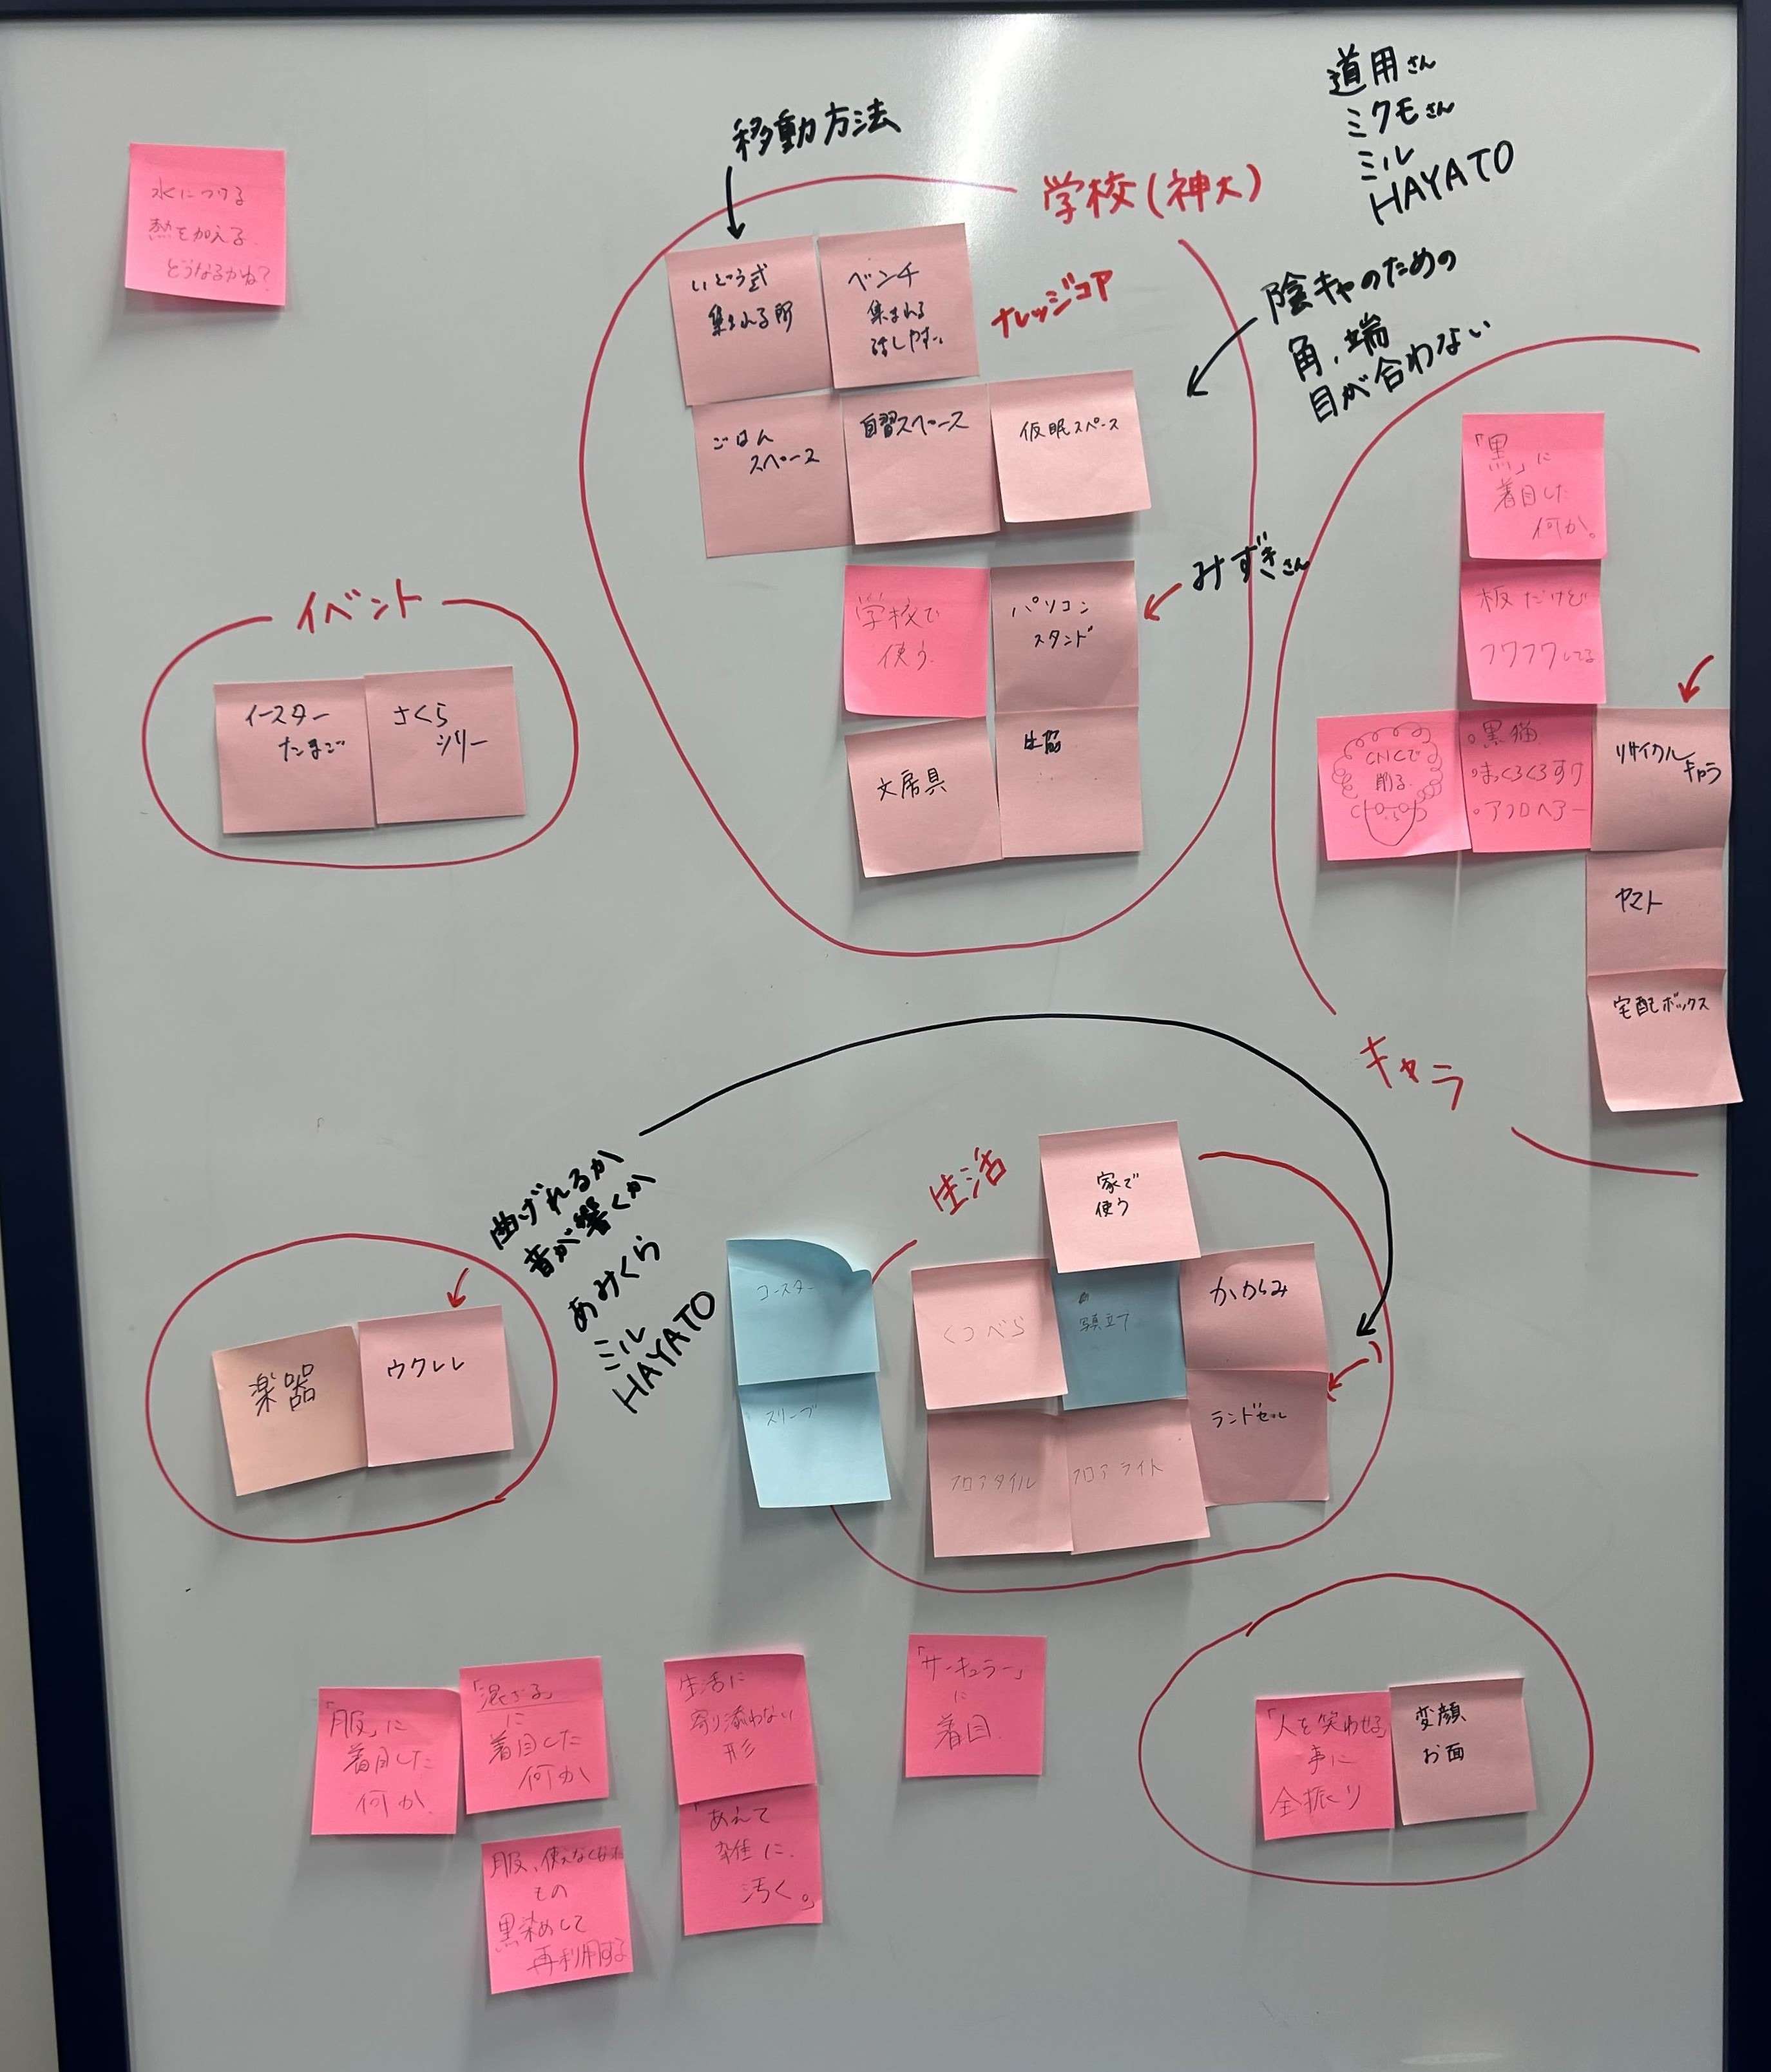 水につける
熱を加える
どうなるかね?
移動方法
学校(神大)
道用さん
ミクモさん
ミル
HAYATO
いどう式
集まれる所
ベンチ
集まれる
話しやすい
ナレッジコア
陰キャのための
角、端
目が合わない
ごはん
スペース
自習スペース
仮眠スペース
学校で
使う
パソコン
スタンド
みずきさん
文房具
生協
イベント
イースター
たまご
さくら
ツリー
「黒」に
着目した
何か。
板だけど
フワフワしてる
CNCで
削る
・黒猫
・まっくろくろすけ
・アフロヘアー
リサイクル
キャラ
ヤマト
宅配ボックス
キャラ
曲げれるか
音が響くか
あみくら
ミル
HAYATO
楽器
ウクレレ
生活
家で
使う
コースター
スリーブ
くつべら
写真立て
かがみ
フロアタイル
フロアライト
ランドセル
「服」に
着目した
何か
「混ざる」
に
着目した
何か
服、使えなくなった
もの
黒染めして
再利用する
生活に
寄り添わない
形
「あえて
雑に、
汚く。」
「サーキュラー」
に
着目
「人を笑わせる」
事に
全振り
変顔
お面